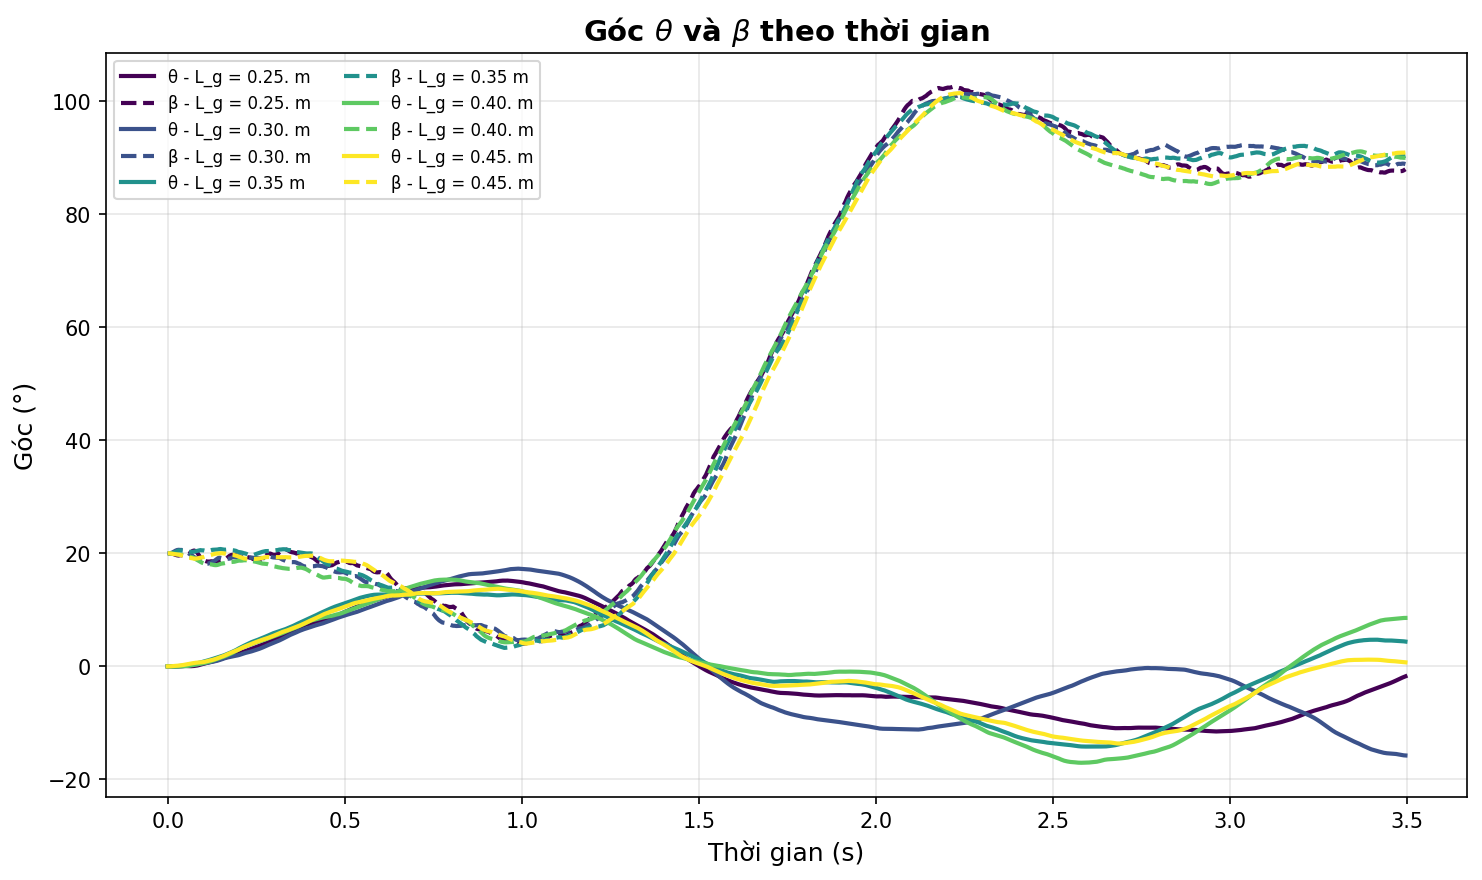 Góc θ và β theo thời gian
θ - L_g = 0.25. m
β - L_g = 0.25. m
θ - L_g = 0.30. m
β - L_g = 0.30. m
θ - L_g = 0.35 m
β - L_g = 0.35 m
θ - L_g = 0.40. m
β - L_g = 0.40. m
θ - L_g = 0.45. m
β - L_g = 0.45. m
Góc (°)
100
80
60
40
20
0
−20
0.0 0.5 1.0 1.5 2.0 2.5 3.0 3.5
Thời gian (s)